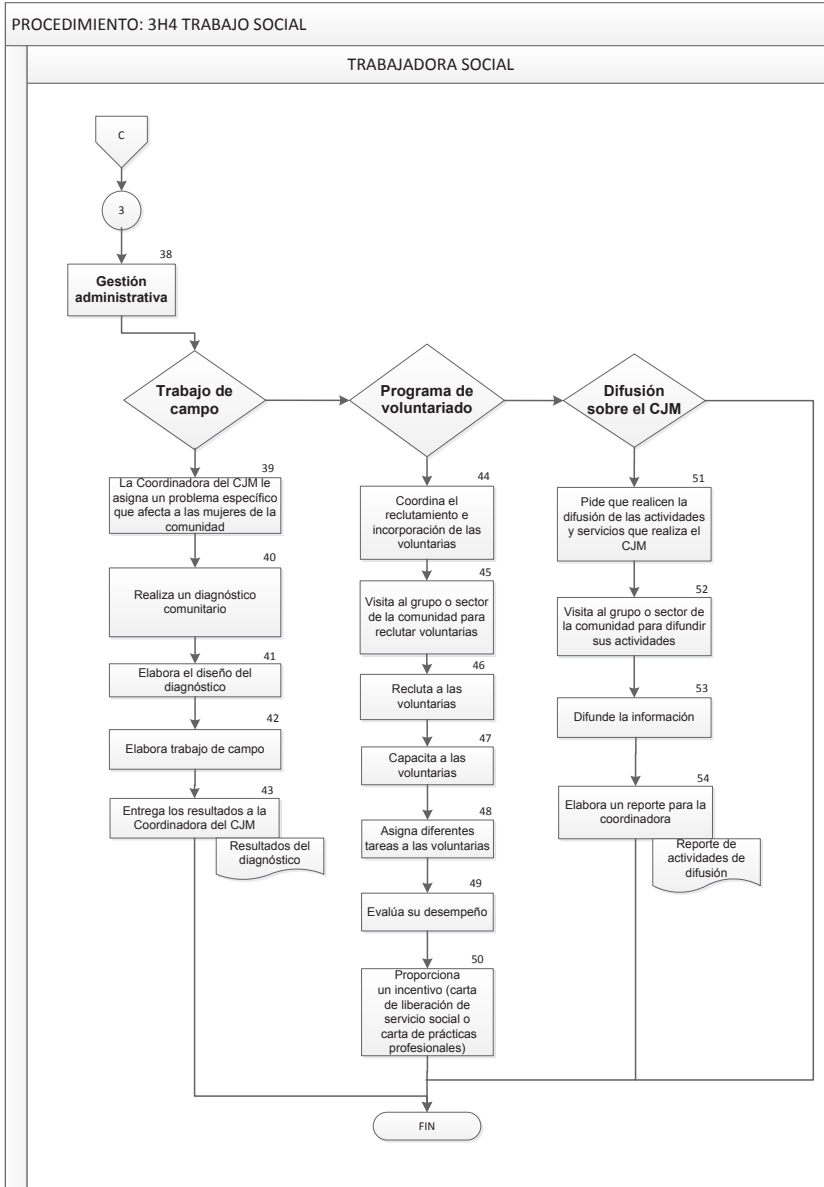 PROCEDIMIENTO: 3H4 TRABAJO SOCIAL
TRABAJADORA SOCIAL
C
3
38
Gestión
administrativa
Trabajo de
campo
Programa de
voluntariado
Difusión
sobre el CJM
39
La Coordinadora del CJM le
asigna un problema específico
que afecta a las mujeres de la
comunidad
40
Realiza un diagnóstico
comunitario
41
Elabora el diseño del
diagnóstico
42
Elabora trabajo de campo
43
Entrega los resultados a la
Coordinadora del CJM
Resultados del
diagnóstico
44
Coordina el
reclutamiento e
incorporación de las
voluntarias
45
Visita al grupo o sector
de la comunidad para
reclutar voluntarias
46
Recluta a las
voluntarias
47
Capacita a las
voluntarias
48
Asigna diferentes
tareas a las voluntarias
49
Evalúa su desempeño
50
Proporciona
un incentivo (carta
de liberación de
servicio social o
carta de prácticas
profesionales)
51
Pide que realicen la
difusión de las actividades
y servicios que realiza el
CJM
52
Visita al grupo o sector de
la comunidad para difundir
sus actividades
53
Difunde la información
54
Elabora un reporte para la
coordinadora
Reporte de
actividades de
difusión
FIN